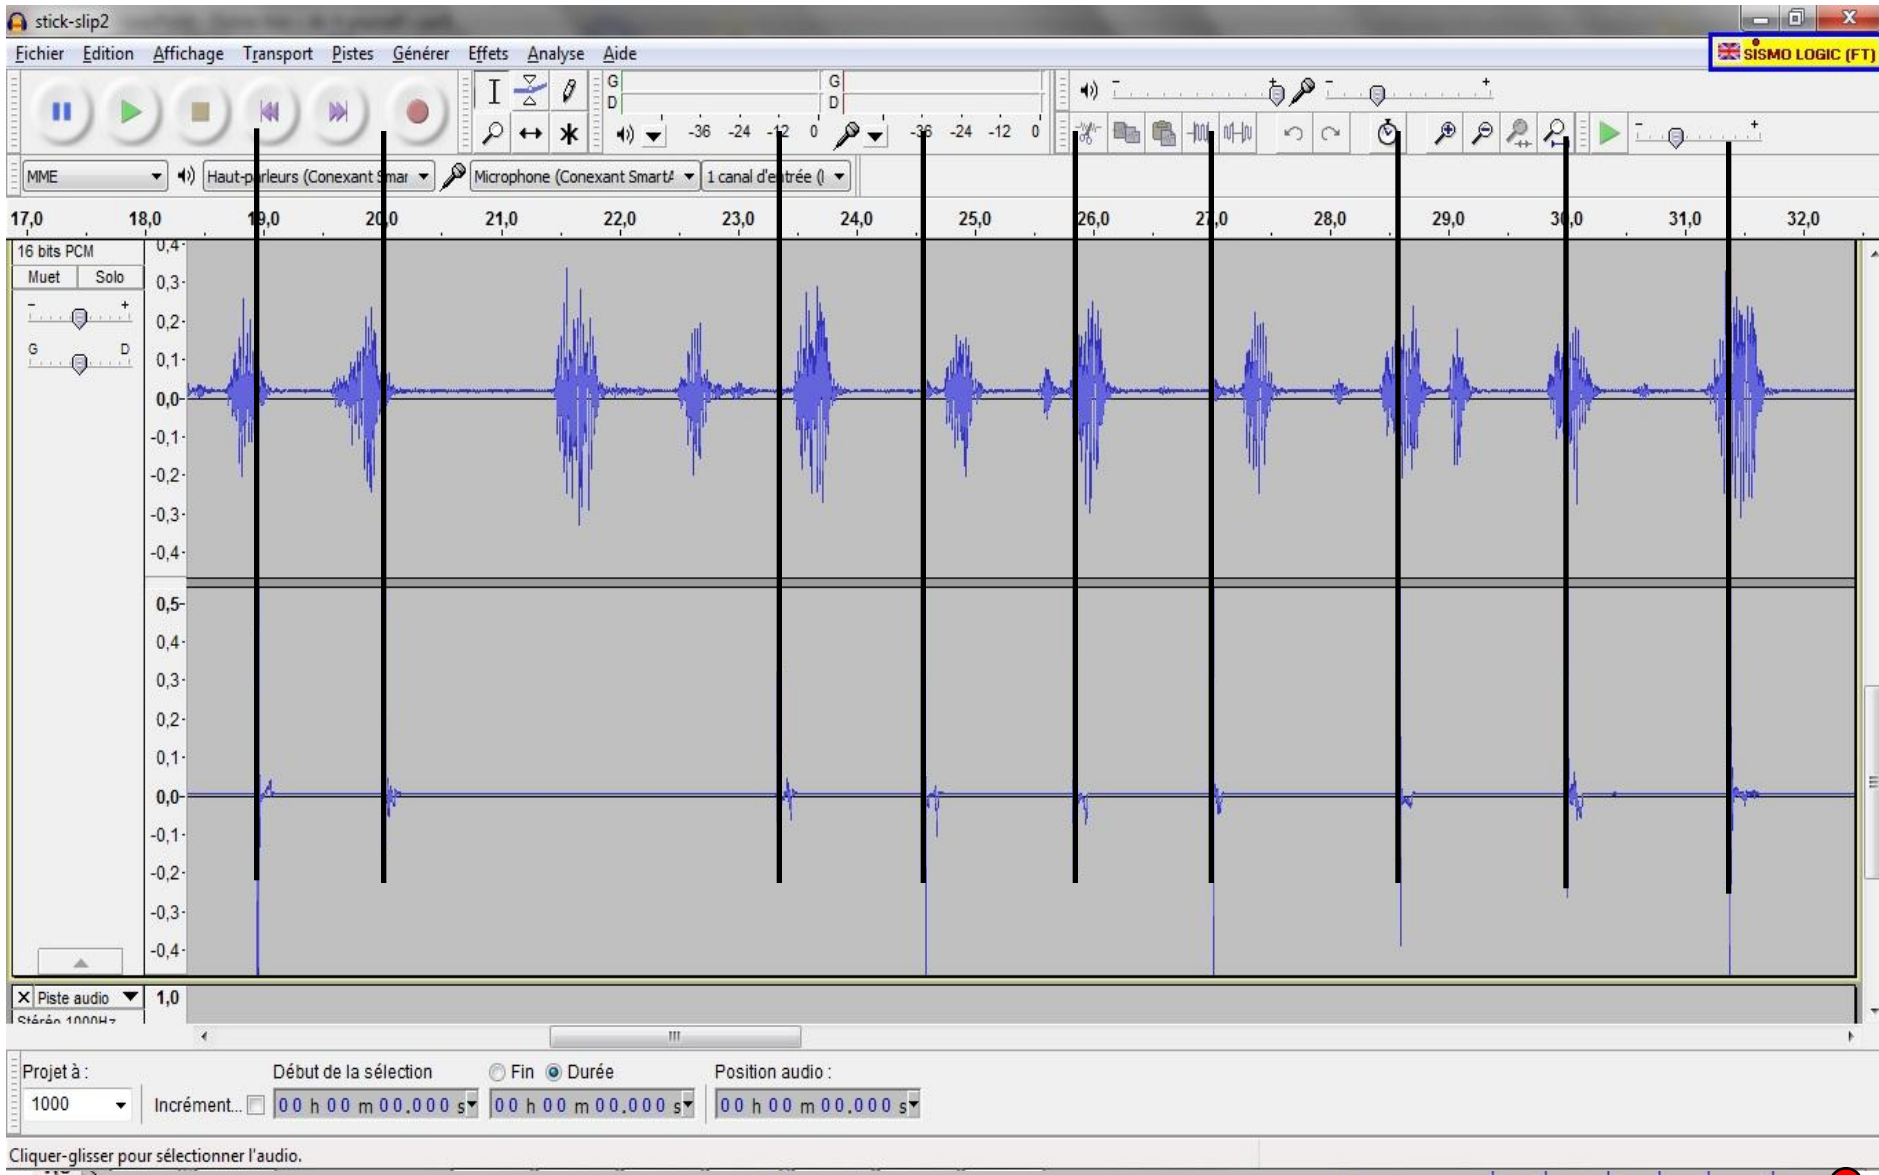 stick-slip2
Fichier Edition Affichage Transport Pistes Générer Effets Analyse Aide
SISMO LOGIC (FT)
G G
D D
-36 -24 -12 0 -36 -24 -12 0
MME Haut-parleurs (Conexant Smar Microphone (Conexant SmartA 1 canal d'entrée (
17,0 18,0 19,0 20,0 21,0 22,0 23,0 24,0 25,0 26,0 27,0 28,0 29,0 30,0 31,0 32,0
16 bits PCM
Muet Solo
- +
G D
0,4
0,3
0,2
0,1
0,0
-0,1
-0,2
-0,3
-0,4
0,5
0,4
0,3
0,2
0,1
0,0
-0,1
-0,2
-0,3
-0,4
X Piste audio 1,0
Stéréo 1000Hz
Projet à : Début de la sélection Fin Durée Position audio :
1000 Incrément... 00 h 00 m 00.000 s 00 h 00 m 00.000 s 00 h 00 m 00.000 s
Cliquer-glisser pour sélectionner l'audio.